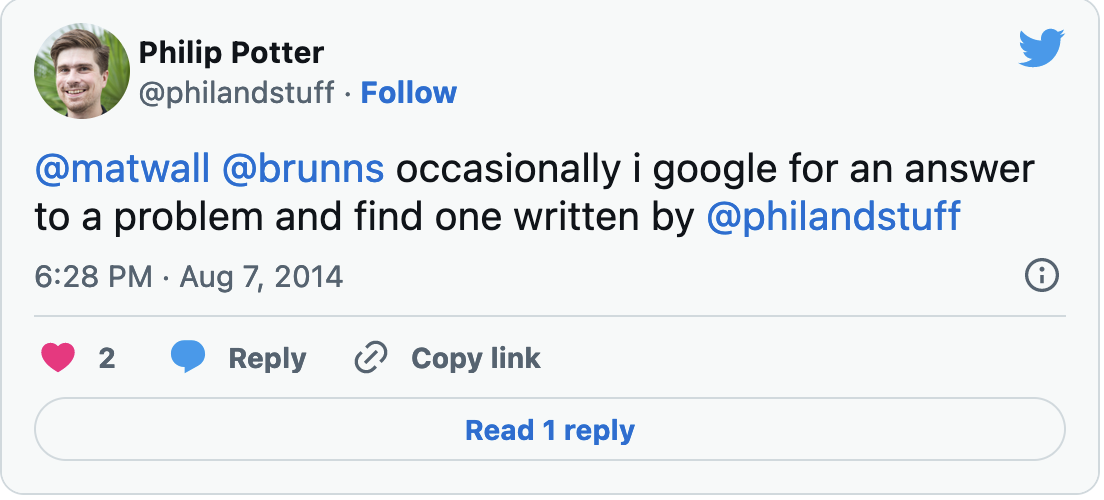 Philip Potter
@philandstuff · Follow
@matwall @brunns occasionally i google for an answer
to a problem and find one written by @philandstuff
6:28 PM · Aug 7, 2014
2 Reply Copy link
Read 1 reply